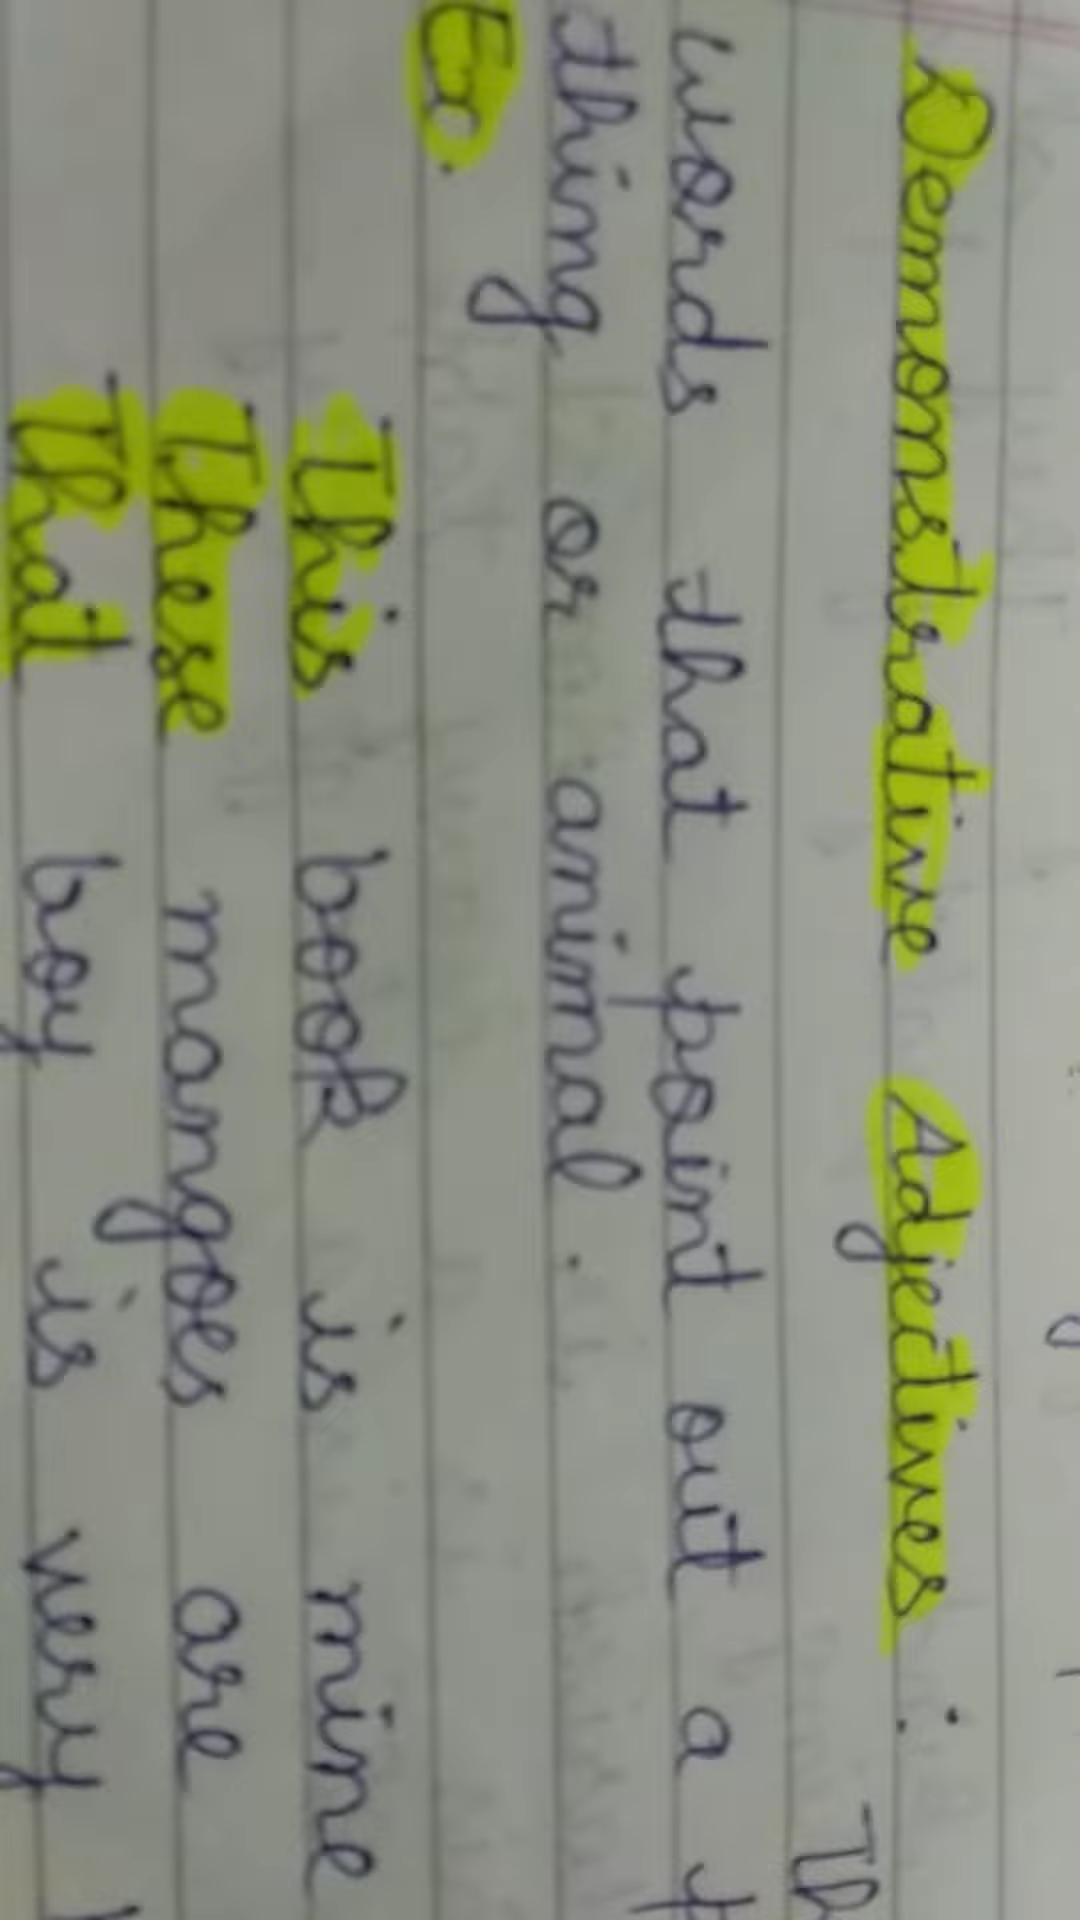 Demonstrative Adjectives :
words that point out a
thing or animal.
Ex.
This book is mine
These mangoes are
That boy is very